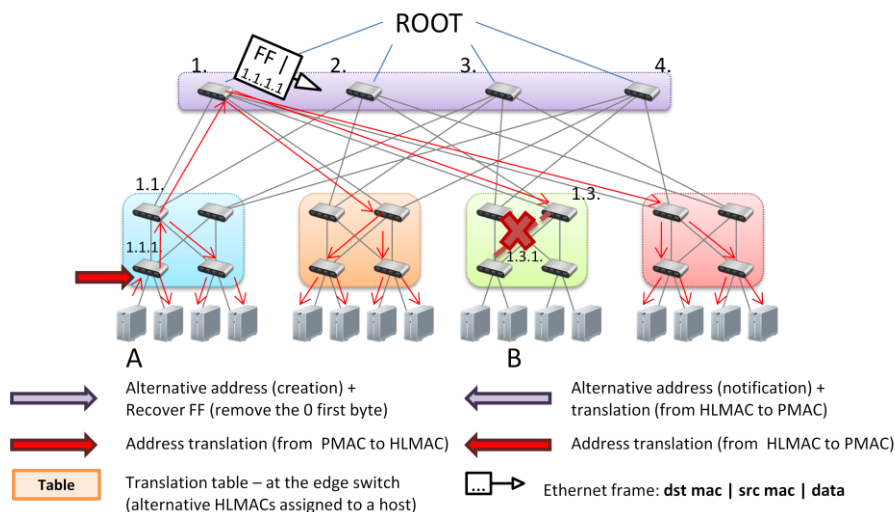 ROOT
1.
FF |
1.1.1.1
2.
3.
4.
1.1.
1.3.
1.1.1.
1.3.1.
A
B
Alternative address (creation) +
Recover FF (remove the 0 first byte)
Alternative address (notification) +
translation (from HLMAC to PMAC)
Address translation (from PMAC to HLMAC)
Address translation (from HLMAC to PMAC)
Table
Translation table – at the edge switch
(alternative HLMACs assigned to a host)
...
Ethernet frame: dst mac | src mac | data